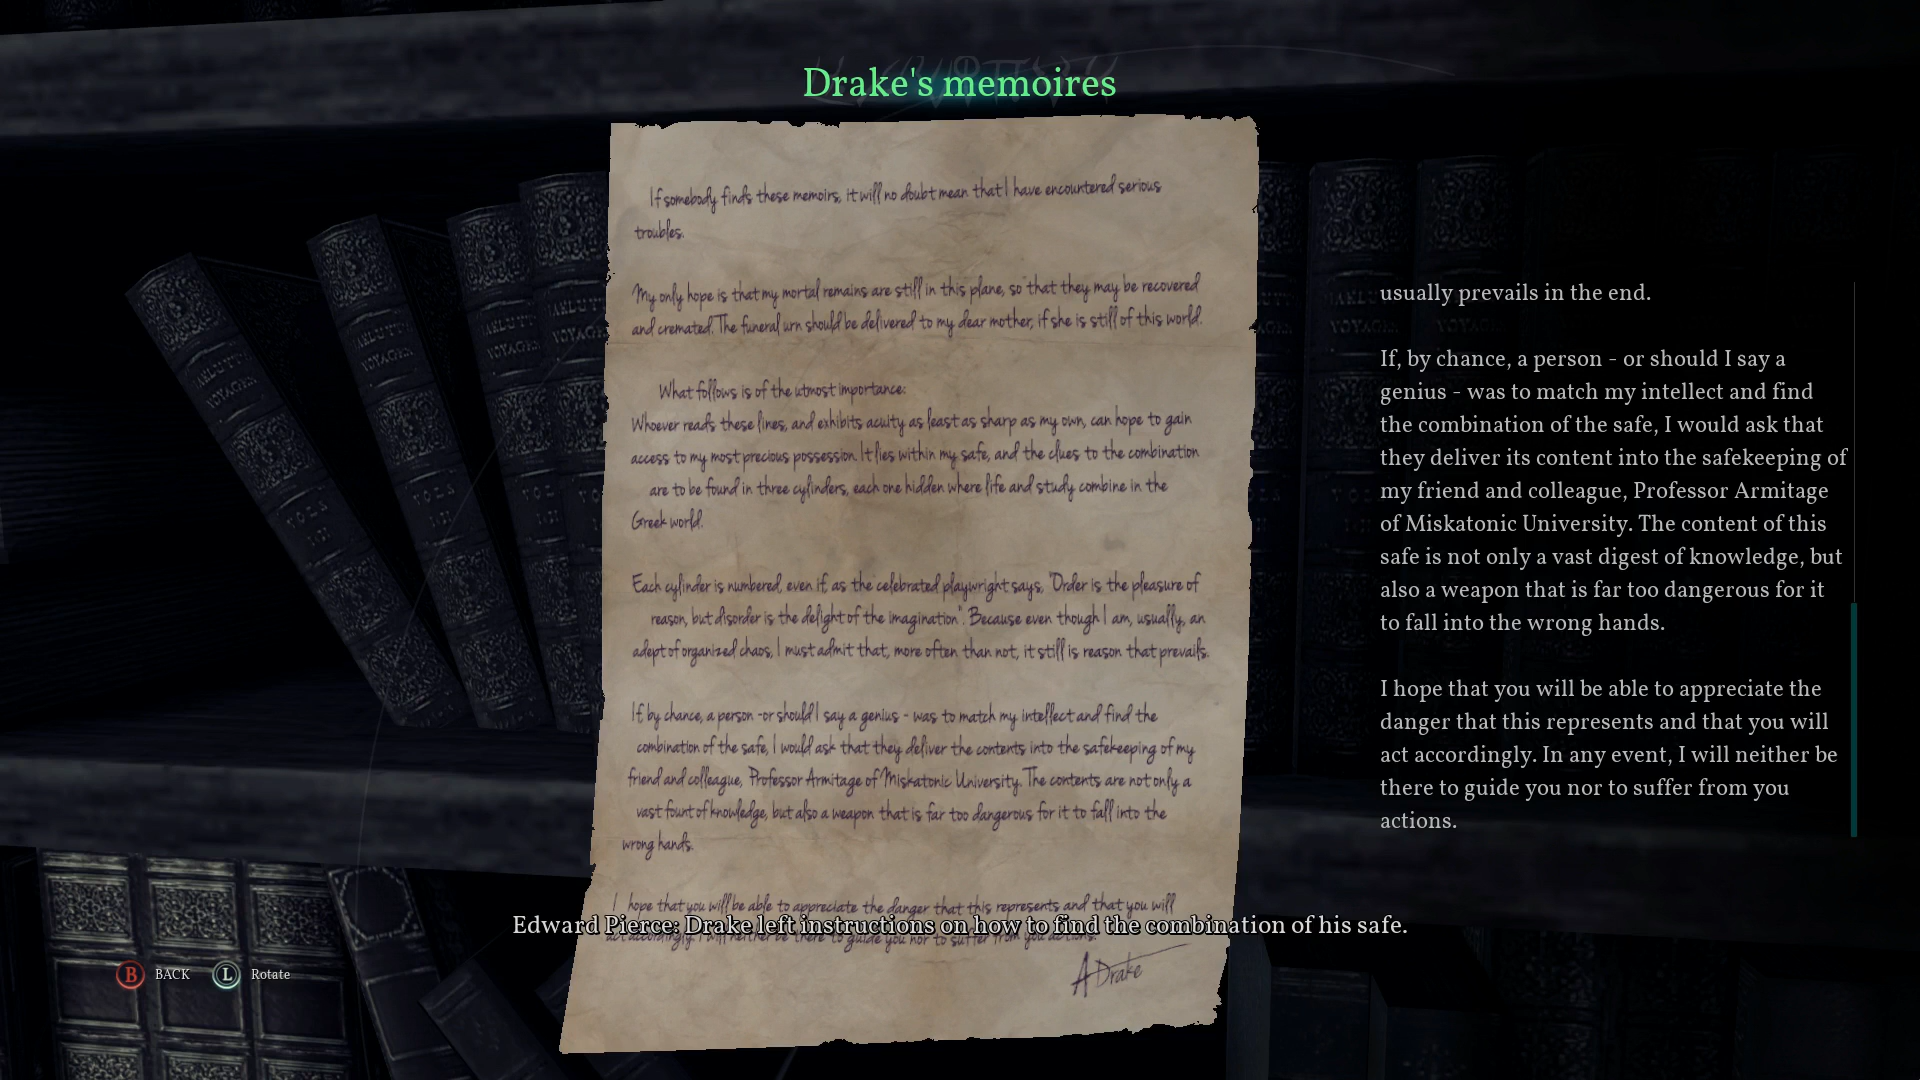 Drake's memoires
If somebody finds these memoirs, it will no doubt mean that I have encountered serious
troubles.
My only hope is that my mortal remains are still in this plane, so that they may be recovered
and cremated. The funeral urn should be delivered to my dear mother, if she is still of this world.
What follows is of the utmost importance:
Whoever reads these lines, and exhibits acuity as least as sharp as my own, can hope to gain
access to my most precious possession. It lies within my safe, and the clues to the combination
are to be found in three cylinders, each one hidden where life and study combine in the
Greek world.
Each cylinder is numbered, even if, as the celebrated playwright says, "Order is the pleasure of
reason, but disorder is the delight of the imagination". Because even though I am, usually, an
adept of organized chaos, I must admit that, more often than not, it still is reason that prevails.
If by chance, a person -or should I say a genius - was to match my intellect and find the
combination of the safe, I would ask that they deliver the contents into the safekeeping of my
friend and colleague, Professor Armitage of Miskatonic University. The contents are not only a
vast fount of knowledge, but also a weapon that is far too dangerous for it to fall into the
wrong hands.
I hope that you will be able to appreciate the danger that this represents and that you will
act accordingly. I will neither be there to guide you nor to suffer from you actions.
A Drake
usually prevails in the end.
If, by chance, a person - or should I say a
genius - was to match my intellect and find
the combination of the safe, I would ask that
they deliver its content into the safekeeping of
my friend and colleague, Professor Armitage
of Miskatonic University. The content of this
safe is not only a vast digest of knowledge, but
also a weapon that is far too dangerous for it
to fall into the wrong hands.
I hope that you will be able to appreciate the
danger that this represents and that you will
act accordingly. In any event, I will neither be
there to guide you nor to suffer from you
actions.
Edward Pierce: Drake left instructions on how to find the combination of his safe.
B BACK L Rotate
HAKLUYT'S
VOYAGES
VOLS